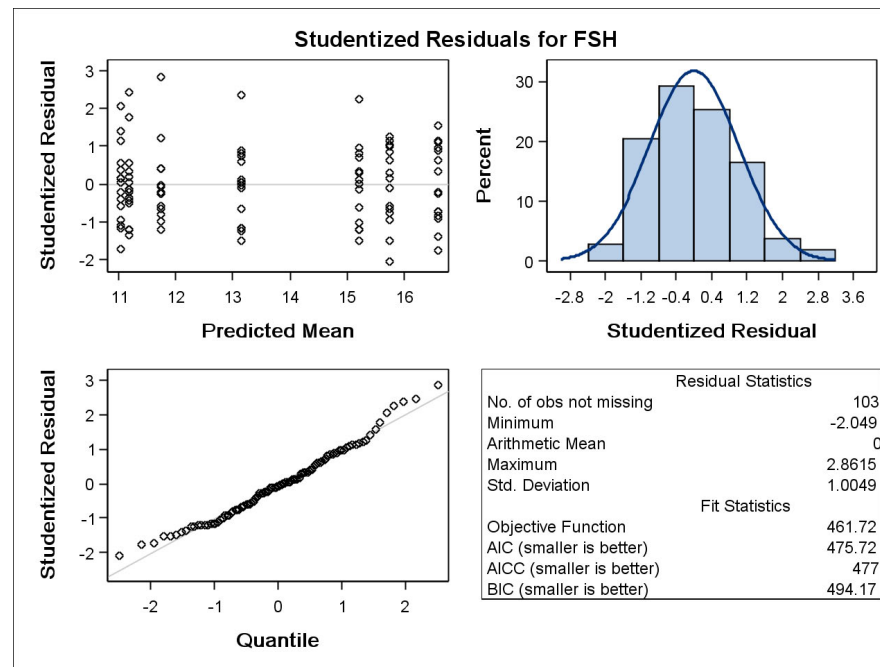 Studentized Residuals for FSH
Studentized Residual
3
2
1
0
-1
-2
11 12 13 14 15 16
Predicted Mean
Percent
30
20
10
0
-2.8 -2 -1.2 -0.4 0.4 1.2 2 2.8 3.6
Studentized Residual
Studentized Residual
3
2
1
0
-1
-2
-2 -1 0 1 2
Quantile
Residual Statistics
No. of obs not missing 103
Minimum -2.049
Arithmetic Mean 0
Maximum 2.8615
Std. Deviation 1.0049
Fit Statistics
Objective Function 461.72
AIC (smaller is better) 475.72
AICC (smaller is better) 477
BIC (smaller is better) 494.17